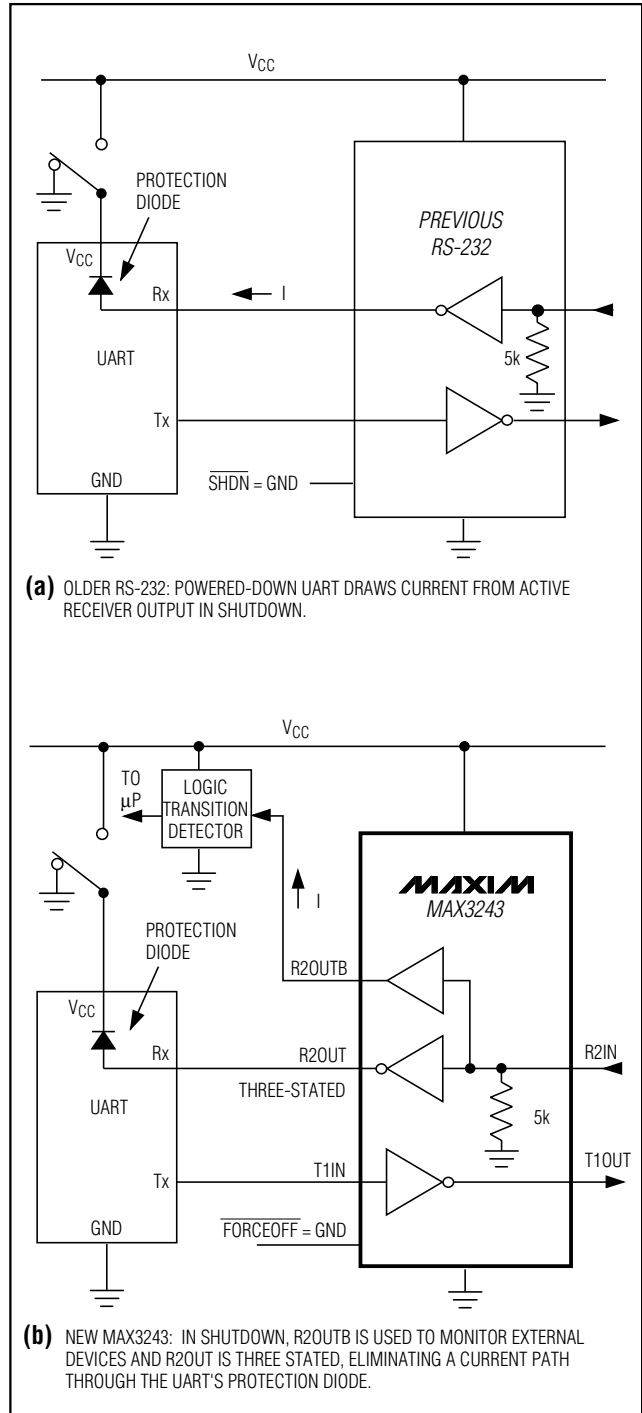 VCC
PROTECTION
DIODE
PREVIOUS
RS-232
VCC
Rx
I
5k
UART
Tx
GND
SHDN = GND
(a) OLDER RS-232: POWERED-DOWN UART DRAWS CURRENT FROM ACTIVE
RECEIVER OUTPUT IN SHUTDOWN.
VCC
TO
µP
LOGIC
TRANSITION
DETECTOR
MAXIM
MAX3243
I
PROTECTION
DIODE
R2OUTB
VCC
Rx
R2OUT
R2IN
THREE-STATED
UART
5k
Tx
T1IN
T1OUT
GND
FORCEOFF = GND
(b) NEW MAX3243: IN SHUTDOWN, R2OUTB IS USED TO MONITOR EXTERNAL
DEVICES AND R2OUT IS THREE STATED, ELIMINATING A CURRENT PATH
THROUGH THE UART'S PROTECTION DIODE.